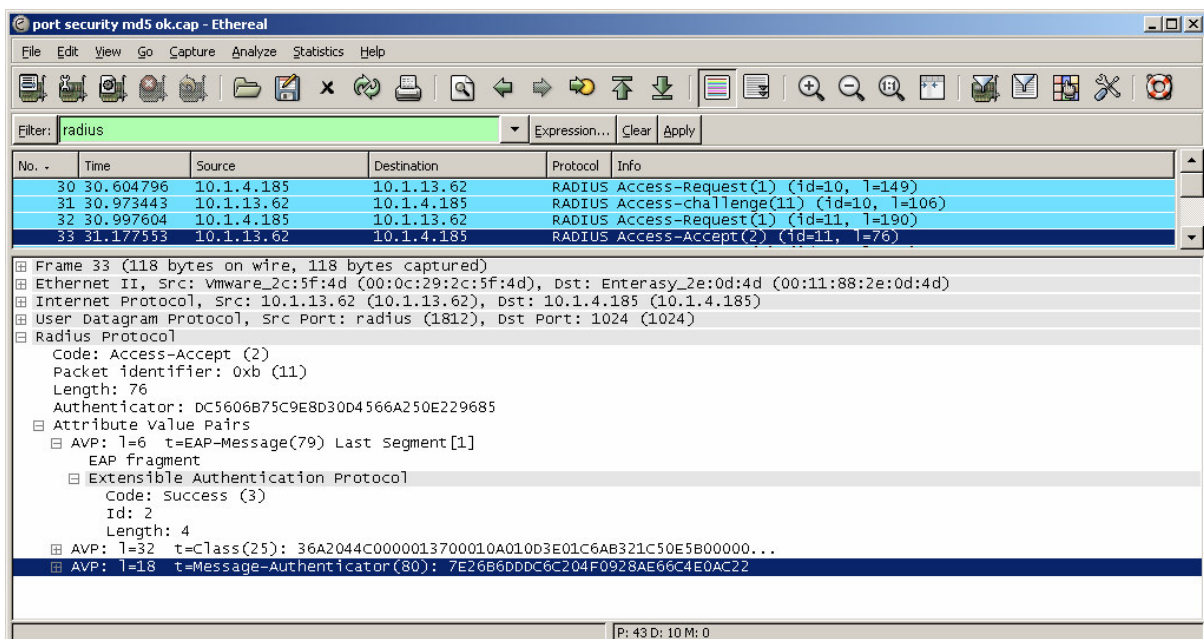 port security md5 ok.cap - Ethereal
File Edit View Go Capture Analyze Statistics Help
Filter: radius Expression... Clear Apply
No. - Time Source Destination Protocol Info
30 30.604796 10.1.4.185 10.1.13.62 RADIUS Access-Request(1) (id=10, l=149)
31 30.973443 10.1.13.62 10.1.4.185 RADIUS Access-challenge(11) (id=10, l=106)
32 30.997604 10.1.4.185 10.1.13.62 RADIUS Access-Request(1) (id=11, l=190)
33 31.177553 10.1.13.62 10.1.4.185 RADIUS Access-Accept(2) (id=11, l=76)
Frame 33 (118 bytes on wire, 118 bytes captured)
Ethernet II, Src: Vmware_2c:5f:4d (00:0c:29:2c:5f:4d), Dst: Enterasy_2e:0d:4d (00:11:88:2e:0d:4d)
Internet Protocol, Src: 10.1.13.62 (10.1.13.62), Dst: 10.1.4.185 (10.1.4.185)
User Datagram Protocol, Src Port: radius (1812), Dst Port: 1024 (1024)
Radius Protocol
Code: Access-Accept (2)
Packet identifier: 0xb (11)
Length: 76
Authenticator: DC5606B75C9E8D30D4566A250E229685
Attribute Value Pairs
AVP: l=6 t=EAP-Message(79) Last Segment[1]
EAP fragment
Extensible Authentication Protocol
Code: Success (3)
Id: 2
Length: 4
AVP: l=32 t=Class(25): 36A2044C0000013700010A010D3E01C6AB321C50E5B00000...
AVP: l=18 t=Message-Authenticator(80): 7E26B6DDDC6C204F0928AE66C4E0AC22
P: 43 D: 10 M: 0